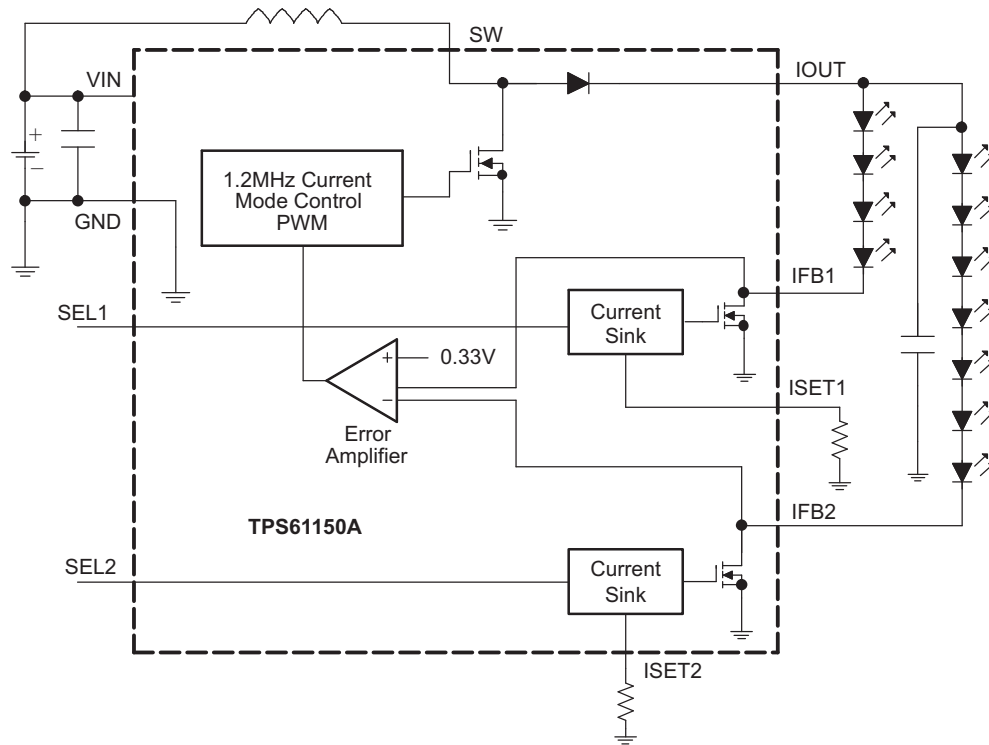 SW
VIN
IOUT
+
−
1.2MHz Current
Mode Control
PWM
GND
IFB1
SEL1
Current
Sink
+
0.33V
−
ISET1
Error
Amplifier
TPS61150A
IFB2
SEL2
Current
Sink
ISET2